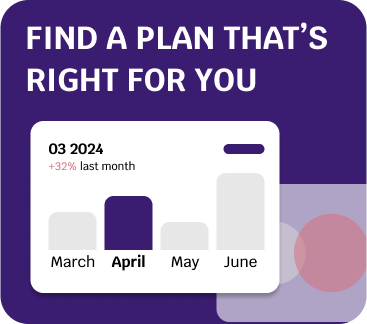 FIND A PLAN THAT’S
RIGHT FOR YOU
03 2024
+32% last month
March April May June